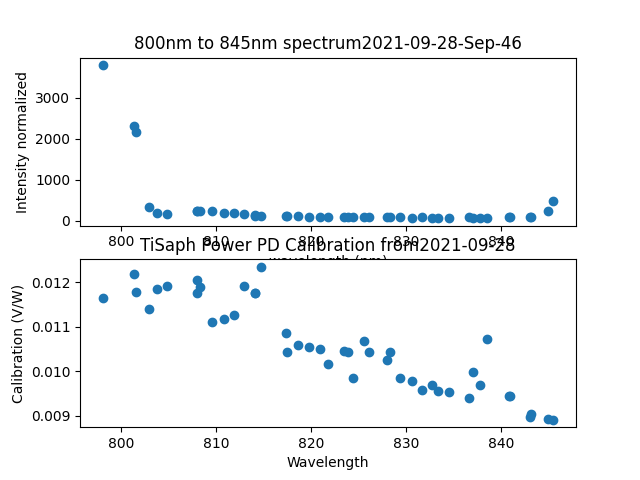 800nm to 845nm spectrum2021-09-28-Sep-46
Intensity normalized
3000
2000
1000
0
800 810 820 830 840
wavelength (nm)
TiSaph Power PD Calibration from2021-09-28
Calibration (V/W)
0.012
0.011
0.010
0.009
800 810 820 830 840
Wavelength